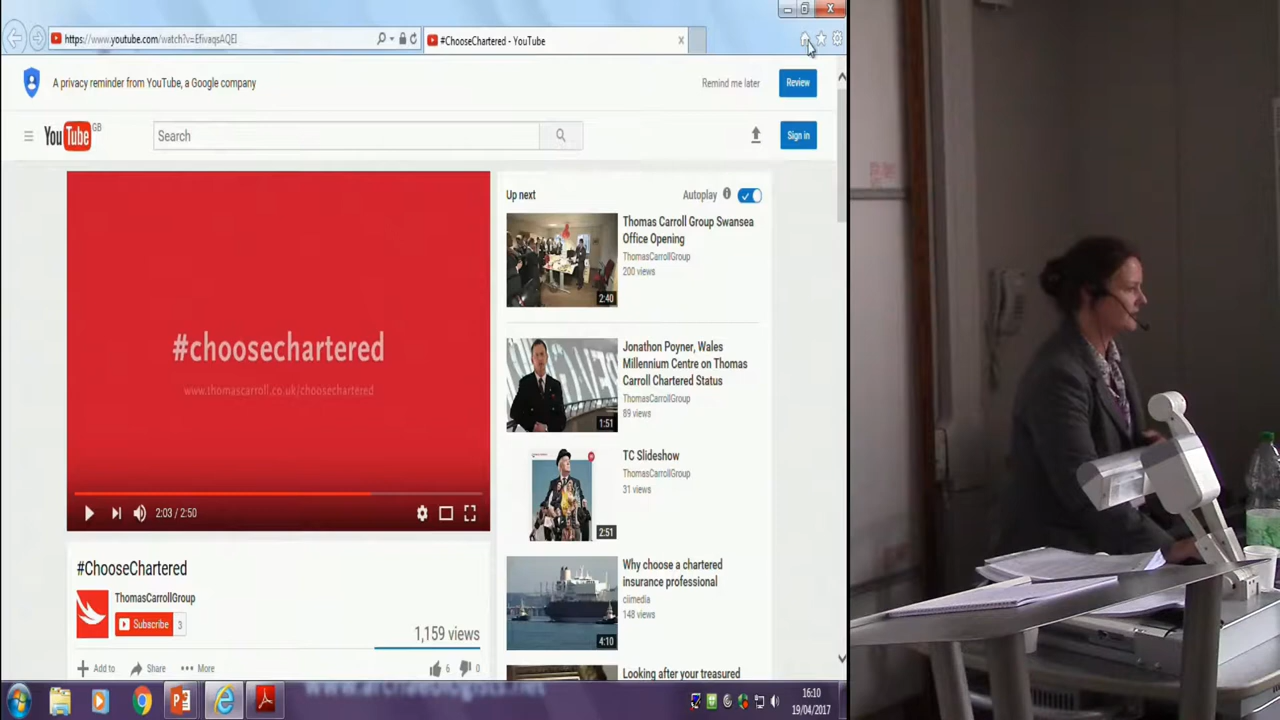 https://www.youtube.com/watch?v=EfivaqsAQEI
#ChooseChartered - YouTube
A privacy reminder from YouTube, a Google company
Remind me later
Review
YouTube GB
Search
Sign in
#choosechartered
www.thomascarroll.co.uk/choosechartered
2:03 / 2:50
Up next
Autoplay
Thomas Carroll Group Swansea
Office Opening
ThomasCarrollGroup
200 views
2:40
Jonathon Poyner, Wales
Millennium Centre on Thomas
Carroll Chartered Status
ThomasCarrollGroup
89 views
1:51
TC Slideshow
ThomasCarrollGroup
31 views
2:51
Why choose a chartered
insurance professional
ciimedia
148 views
4:10
Looking after your treasured
#ChooseChartered
ThomasCarrollGroup
Subscribe 3
1,159 views
Add to
Share
More
6
0
16:10
19/04/2017